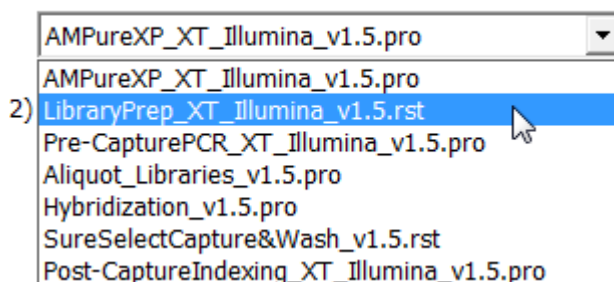 AMPureXP_XT_Illumina_v1.5.pro
AMPureXP_XT_Illumina_v1.5.pro
2) LibraryPrep_XT_Illumina_v1.5.rst
Pre-CapturePCR_XT_Illumina_v1.5.pro
Aliquot_Libraries_v1.5.pro
Hybridization_v1.5.pro
SureSelectCapture&Wash_v1.5.rst
Post-CaptureIndexing_XT_Illumina_v1.5.pro